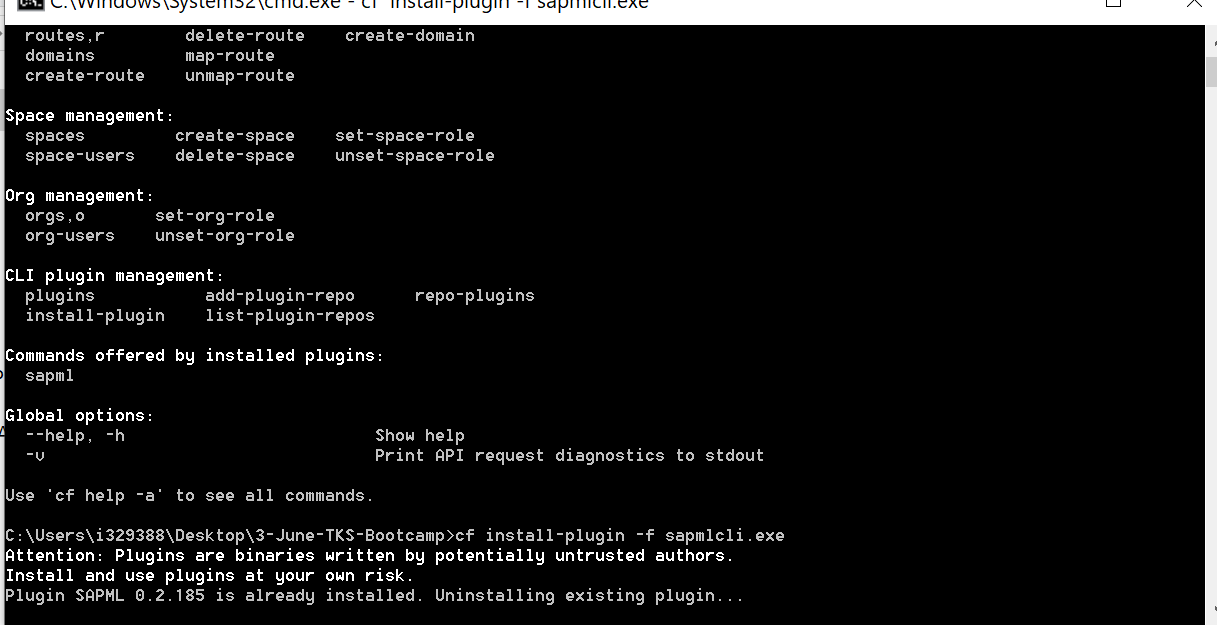 C:\Windows\System32\cmd.exe - cf install-plugin -f sapmlcli.exe
routes,r delete-route create-domain
domains map-route
create-route unmap-route
Space management:
spaces create-space set-space-role
space-users delete-space unset-space-role
Org management:
orgs,o set-org-role
org-users unset-org-role
CLI plugin management:
plugins add-plugin-repo repo-plugins
install-plugin list-plugin-repos
Commands offered by installed plugins:
sapml
Global options:
--help, -h Show help
-v Print API request diagnostics to stdout
Use 'cf help -a' to see all commands.
C:\Users\i329388\Desktop\3-June-TKS-Bootcamp>cf install-plugin -f sapmlcli.exe
Attention: Plugins are binaries written by potentially untrusted authors.
Install and use plugins at your own risk.
Plugin SAPML 0.2.185 is already installed. Uninstalling existing plugin...